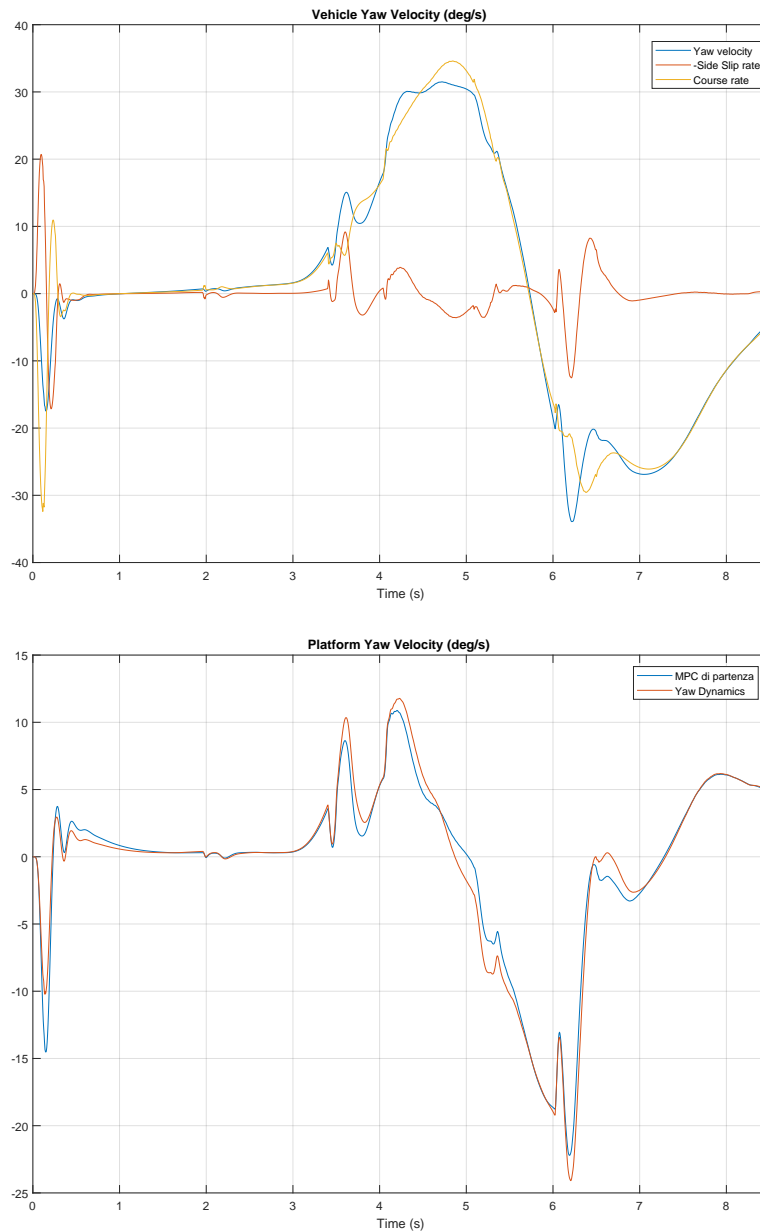 Vehicle Yaw Velocity (deg/s)
40
30
20
10
0
-10
-20
-30
-40
Yaw velocity
-Side Slip rate
Course rate
0 1 2 3 4 5 6 7 8
Time (s)
Platform Yaw Velocity (deg/s)
15
10
5
0
-5
-10
-15
-20
-25
MPC di partenza
Yaw Dynamics
0 1 2 3 4 5 6 7 8
Time (s)